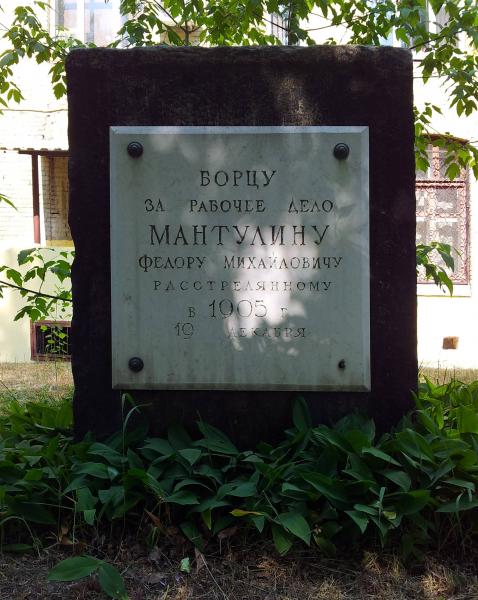 БОРЦУ
ЗА РАБОЧЕЕ ДЕЛО
МАНТУЛИНУ
ФЕДОРУ МИХАЙЛОВИЧУ
РАССТРЕЛЯННОМУ
В 1905 Г
19 ДЕКАБРЯ